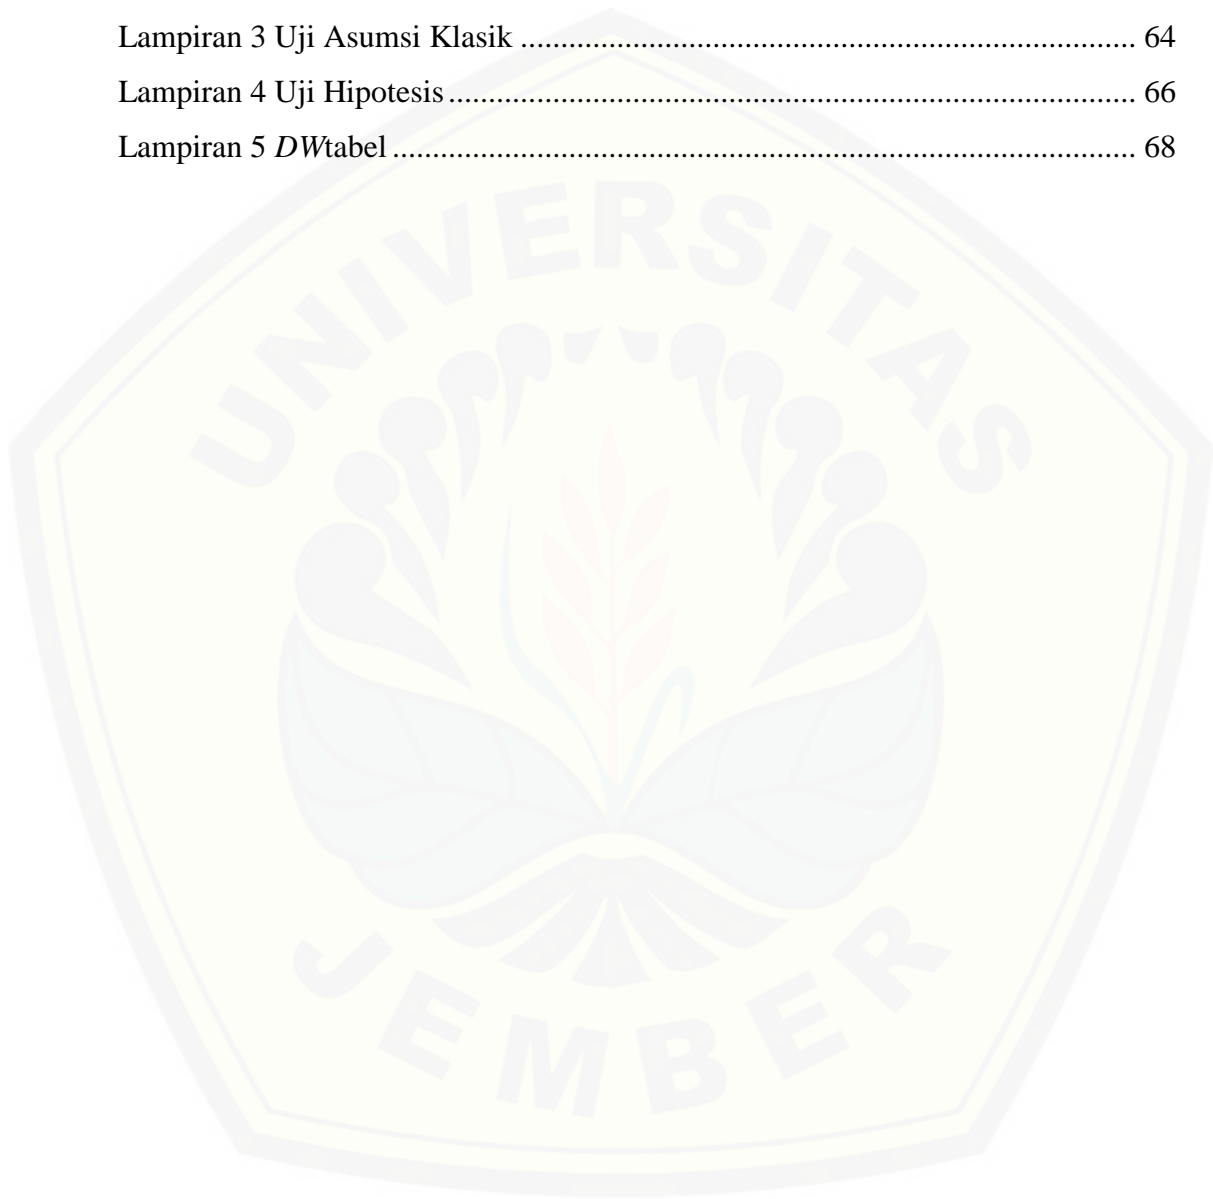 Lampiran 3 Uji Asumsi Klasik ............................................................................ 64
Lampiran 4 Uji Hipotesis..................................................................................... 66
Lampiran 5 DWtabel ............................................................................................ 68
UNIVERSITAS
JEMBER